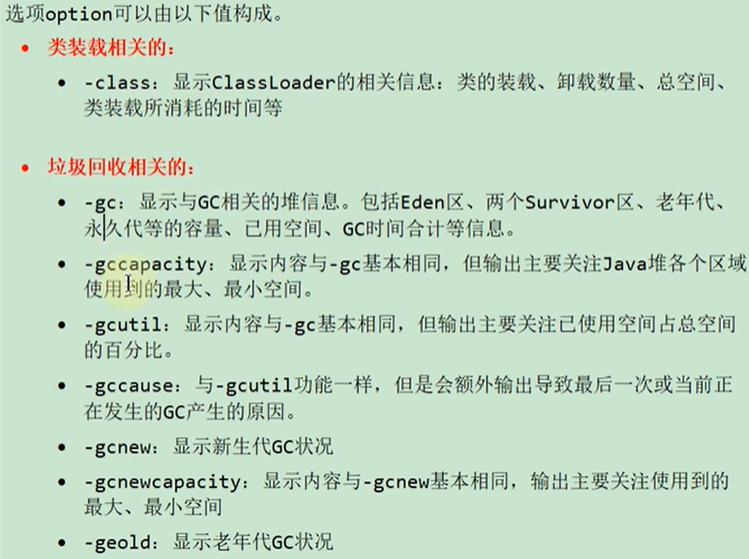 选项option可以由以下值构成。
• 类装载相关的：
• -class：显示ClassLoader的相关信息：类的装载、卸载数量、总空间、
类装载所消耗的时间等
• 垃圾回收相关的：
• -gc：显示与GC相关的堆信息。包括Eden区、两个Survivor区、老年代、
永久代等的容量、已用空间、GC时间合计等信息。
• -gccapacity：显示内容与-gc基本相同，但输出主要关注Java堆各个区域
使用到的最大、最小空间。
• -gcutil：显示内容与-gc基本相同，但输出主要关注已使用空间占总空间
的百分比。
• -gccause：与-gcutil功能一样，但是会额外输出导致最后一次或当前正
在发生的GC产生的原因。
• -gcnew：显示新生代GC状况
• -gcnewcapacity：显示内容与-gcnew基本相同，输出主要关注使用到的
最大、最小空间
• -geold：显示老年代GC状况